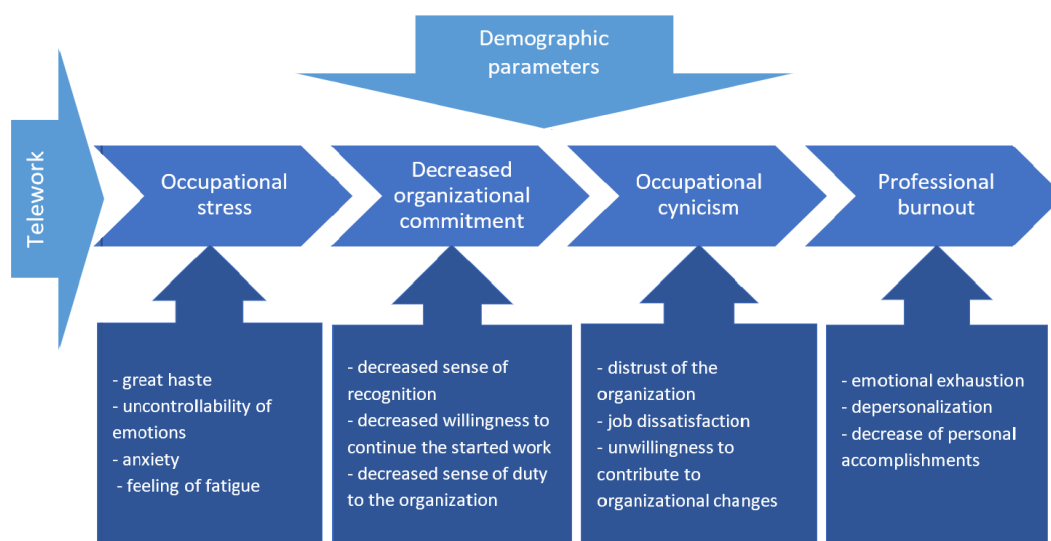 Demographic
parameters
Telework
Occupational
stress
Decreased
organizational
commitment
Occupational
cynicism
Professional
burnout
- great haste
- uncontrollability of
emotions
- anxiety
- feeling of fatigue
- decreased sense of
recognition
- decreased willingness to
continue the started work
- decreased sense of duty
to the organization
- distrust of the
organization
- job dissatisfaction
- unwillingness to
contribute to
organizational changes
- emotional exhaustion
- depersonalization
- decrease of personal
accomplishments